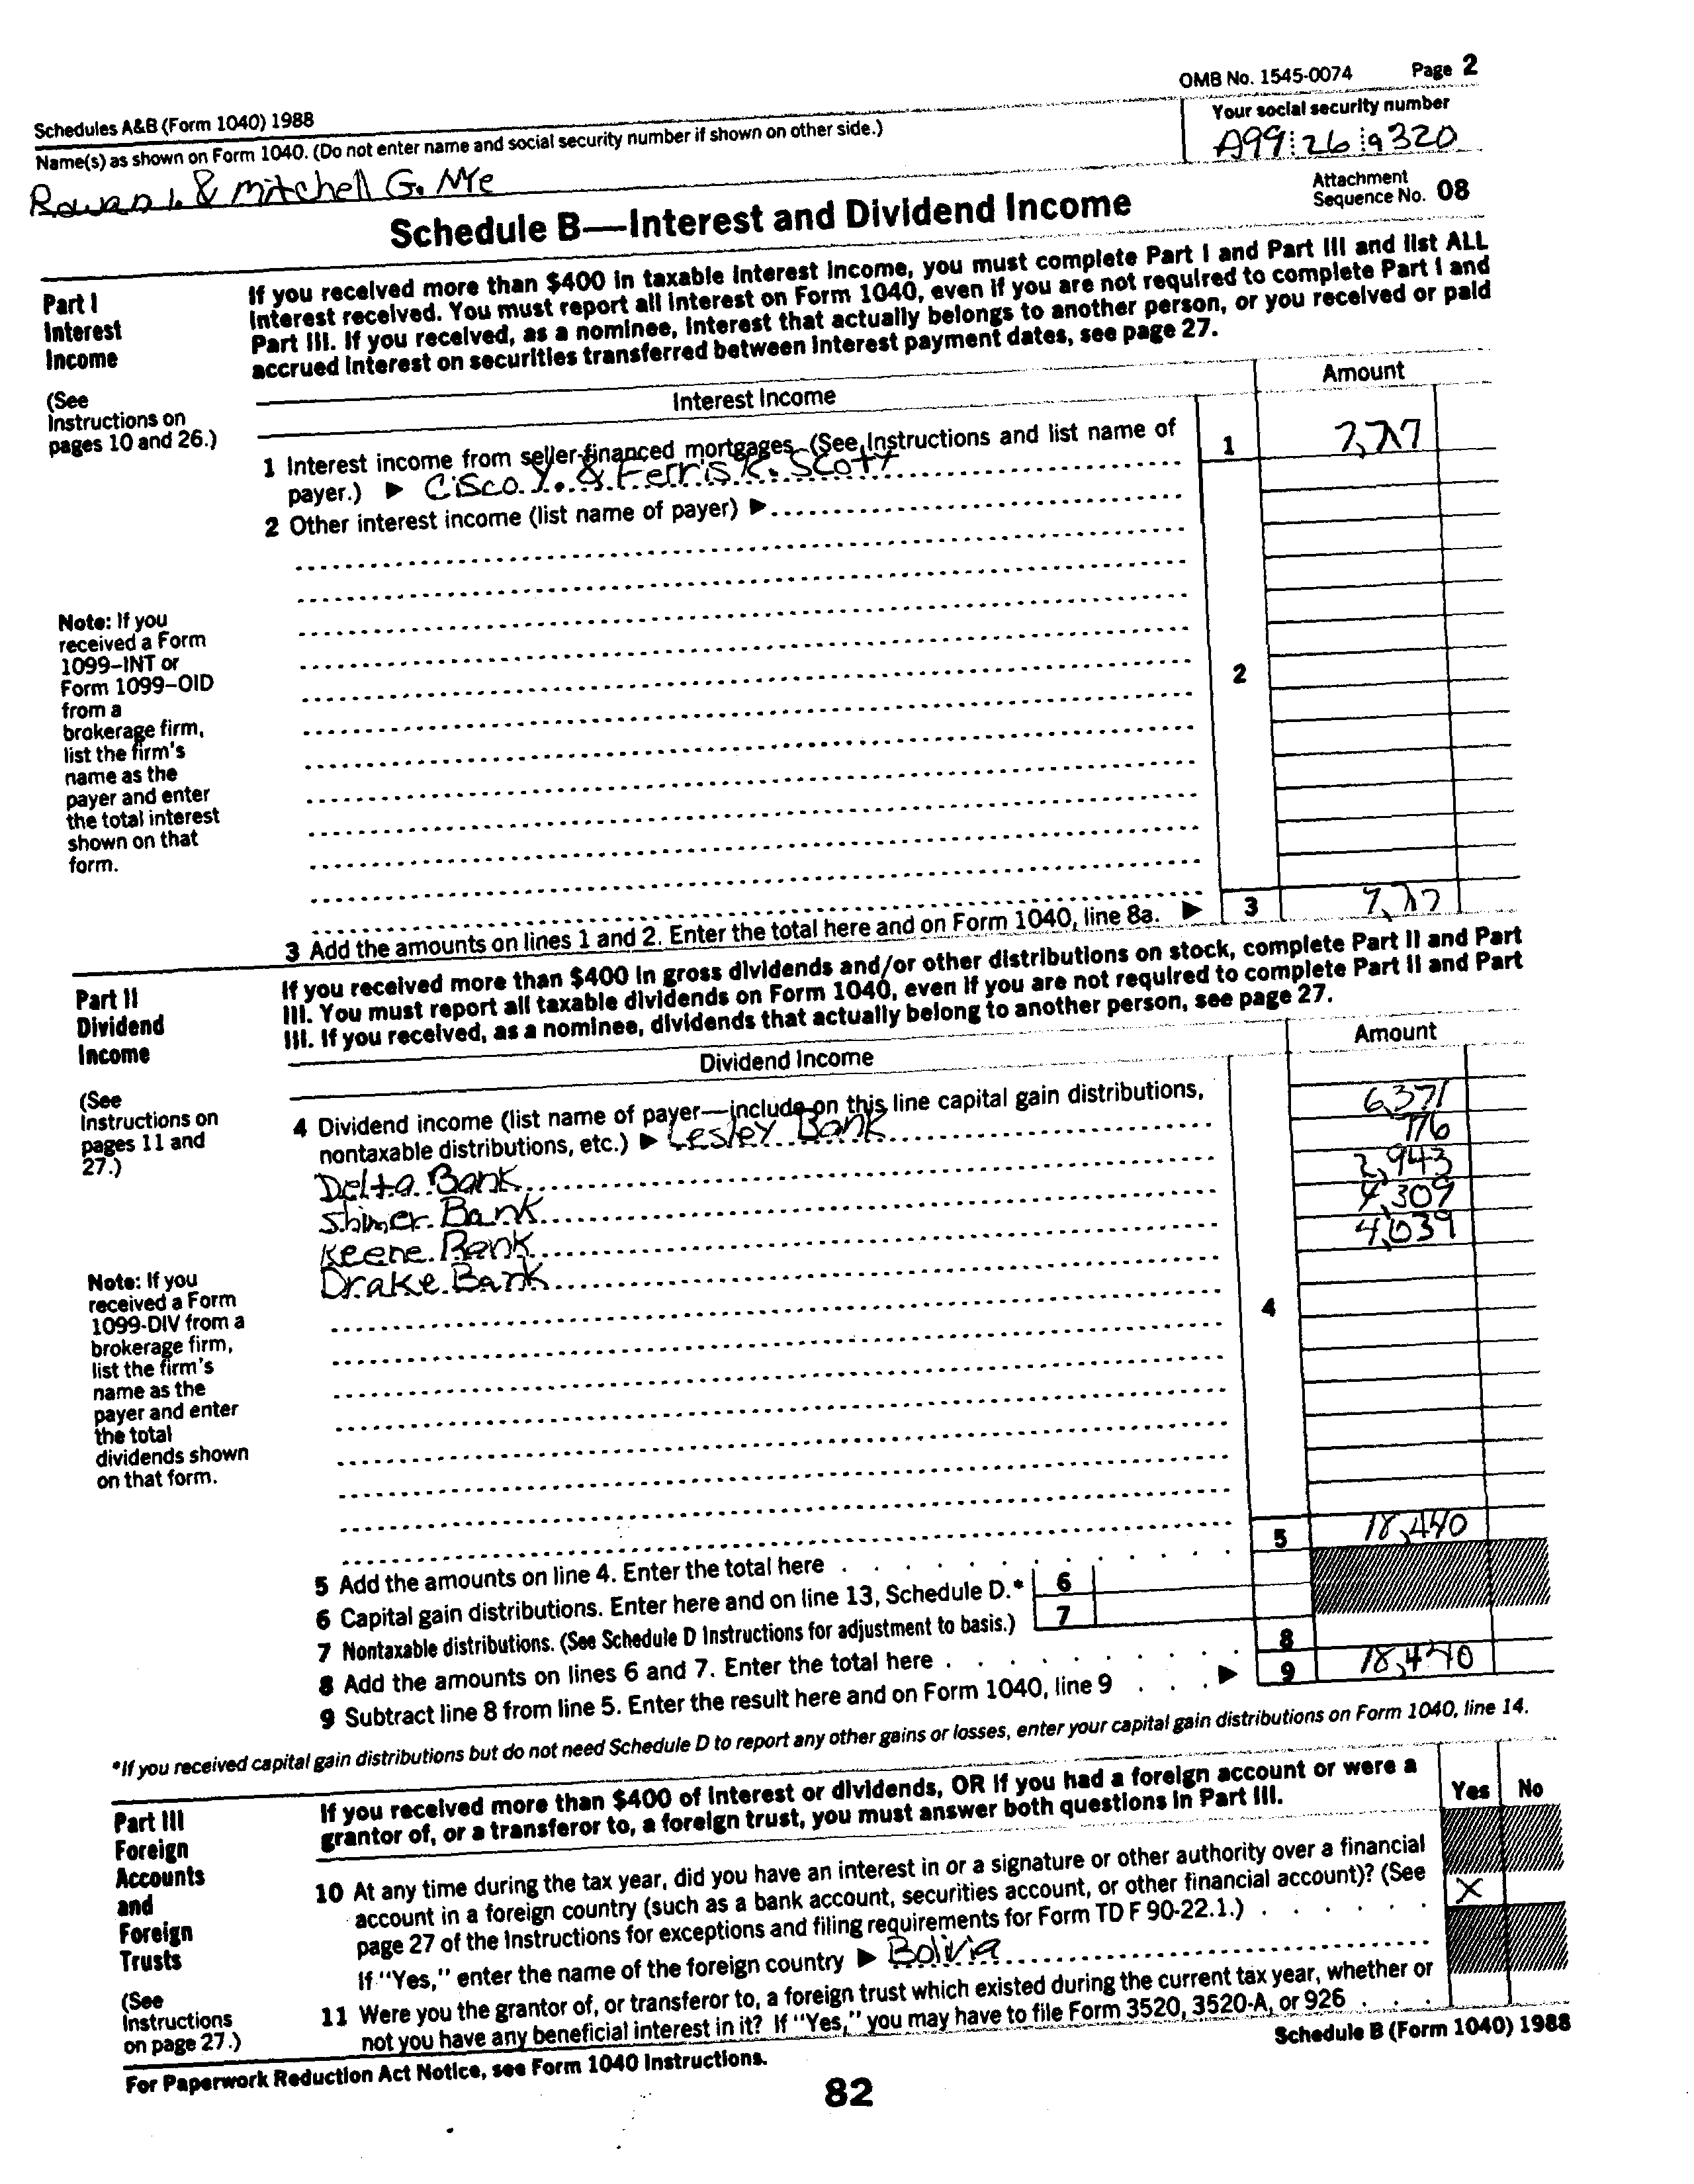 OMB No. 1545-0074 Page 2
Schedules A&B (Form 1040) 1988
Name(s) as shown on Form 1040. (Do not enter name and social security number if shown on other side.)
Your social security number
Rowan & Mitchell G. Nye
A99 26 9320
Schedule B—Interest and Dividend Income
Attachment
Sequence No. 08
Part I
Interest
Income
(See
Instructions on
pages 10 and 26.)
If you received more than $400 in taxable interest income, you must complete Part I and Part III and list ALL
interest received. You must report all interest on Form 1040, even if you are not required to complete Part I and
Part III. If you received, as a nominee, interest that actually belongs to another person, or you received or paid
accrued interest on securities transferred between interest payment dates, see page 27.
Interest Income
Amount
1 Interest income from seller-financed mortgages. (See Instructions and list name of
payer.) ▶ Cisco Y. & Ferris K. Scott
1
2 Other interest income (list name of payer) ▶
Note: If you
received a Form
1099-INT or
Form 1099-OID
from a
brokerage firm,
list the firm's
name as the
payer and enter
the total interest
shown on that
form.
2
3 Add the amounts on lines 1 and 2. Enter the total here and on Form 1040, line 8a. ▶ 3
Part II
Dividend
Income
(See
Instructions on
pages 11 and
27.)
If you received more than $400 in gross dividends and/or other distributions on stock, complete Part II and Part
III. You must report all taxable dividends on Form 1040, even if you are not required to complete Part II and Part
III. If you received, as a nominee, dividends that actually belong to another person, see page 27.
Dividend Income
Amount
4 Dividend income (list name of payer—include on this line capital gain distributions,
nontaxable distributions, etc.) ▶ Lesley Bank 6,371
Delta Bank 776
Shimer Bank 2,943
Keene Bank 4,309
Drake Bank 4,039
4
Note: If you
received a Form
1099-DIV from a
brokerage firm,
list the firm's
name as the
payer and enter
the total
dividends shown
on that form.
5 Add the amounts on line 4. Enter the total here 5 18,440
6 Capital gain distributions. Enter here and on line 13, Schedule D.* 6
7 Nontaxable distributions. (See Schedule D Instructions for adjustment to basis.) 7
8 Add the amounts on lines 6 and 7. Enter the total here 8
9 Subtract line 8 from line 5. Enter the result here and on Form 1040, line 9 ▶ 9 18,440
*If you received capital gain distributions but do not need Schedule D to report any other gains or losses, enter your capital gain distributions on Form 1040, line 14.
Part III
Foreign
Accounts
and
Foreign
Trusts
(See
Instructions
on page 27.)
If you received more than $400 of interest or dividends, OR if you had a foreign account or were a
grantor of, or a transferor to, a foreign trust, you must answer both questions in Part III.
Yes No
10 At any time during the tax year, did you have an interest in or a signature or other authority over a financial
account in a foreign country (such as a bank account, securities account, or other financial account)? (See
page 27 of the Instructions for exceptions and filing requirements for Form TD F 90-22.1.) X
If "Yes," enter the name of the foreign country ▶ Bolivia
11 Were you the grantor of, or transferor to, a foreign trust which existed during the current tax year, whether or
not you have any beneficial interest in it? If "Yes," you may have to file Form 3520, 3520-A, or 926
For Paperwork Reduction Act Notice, see Form 1040 Instructions.
Schedule B (Form 1040) 1988
82